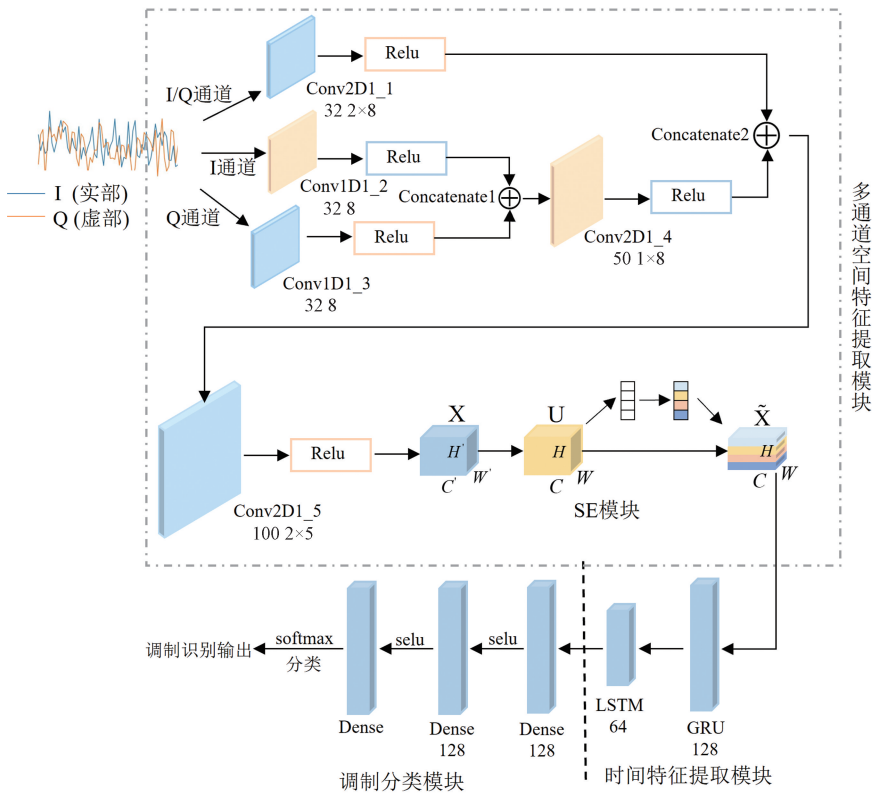 I/Q通道
Conv2D1_1
32 2×8
Relu
I (实部)
Q (虚部)
I通道
Conv1D1_2
32 8
Relu
Concatenate1
Q通道
Conv1D1_3
32 8
Relu
Conv2D1_4
50 1×8
Relu
Concatenate2
多通道空间特征提取模块
Conv2D1_5
100 2×5
Relu
X
H'
C'
W'
U
H
C
W
SE模块
X̃
H
C
W
GRU
128
LSTM
64
时间特征提取模块
Dense
128
selu
Dense
128
selu
Dense
softmax
分类
调制识别输出
调制分类模块